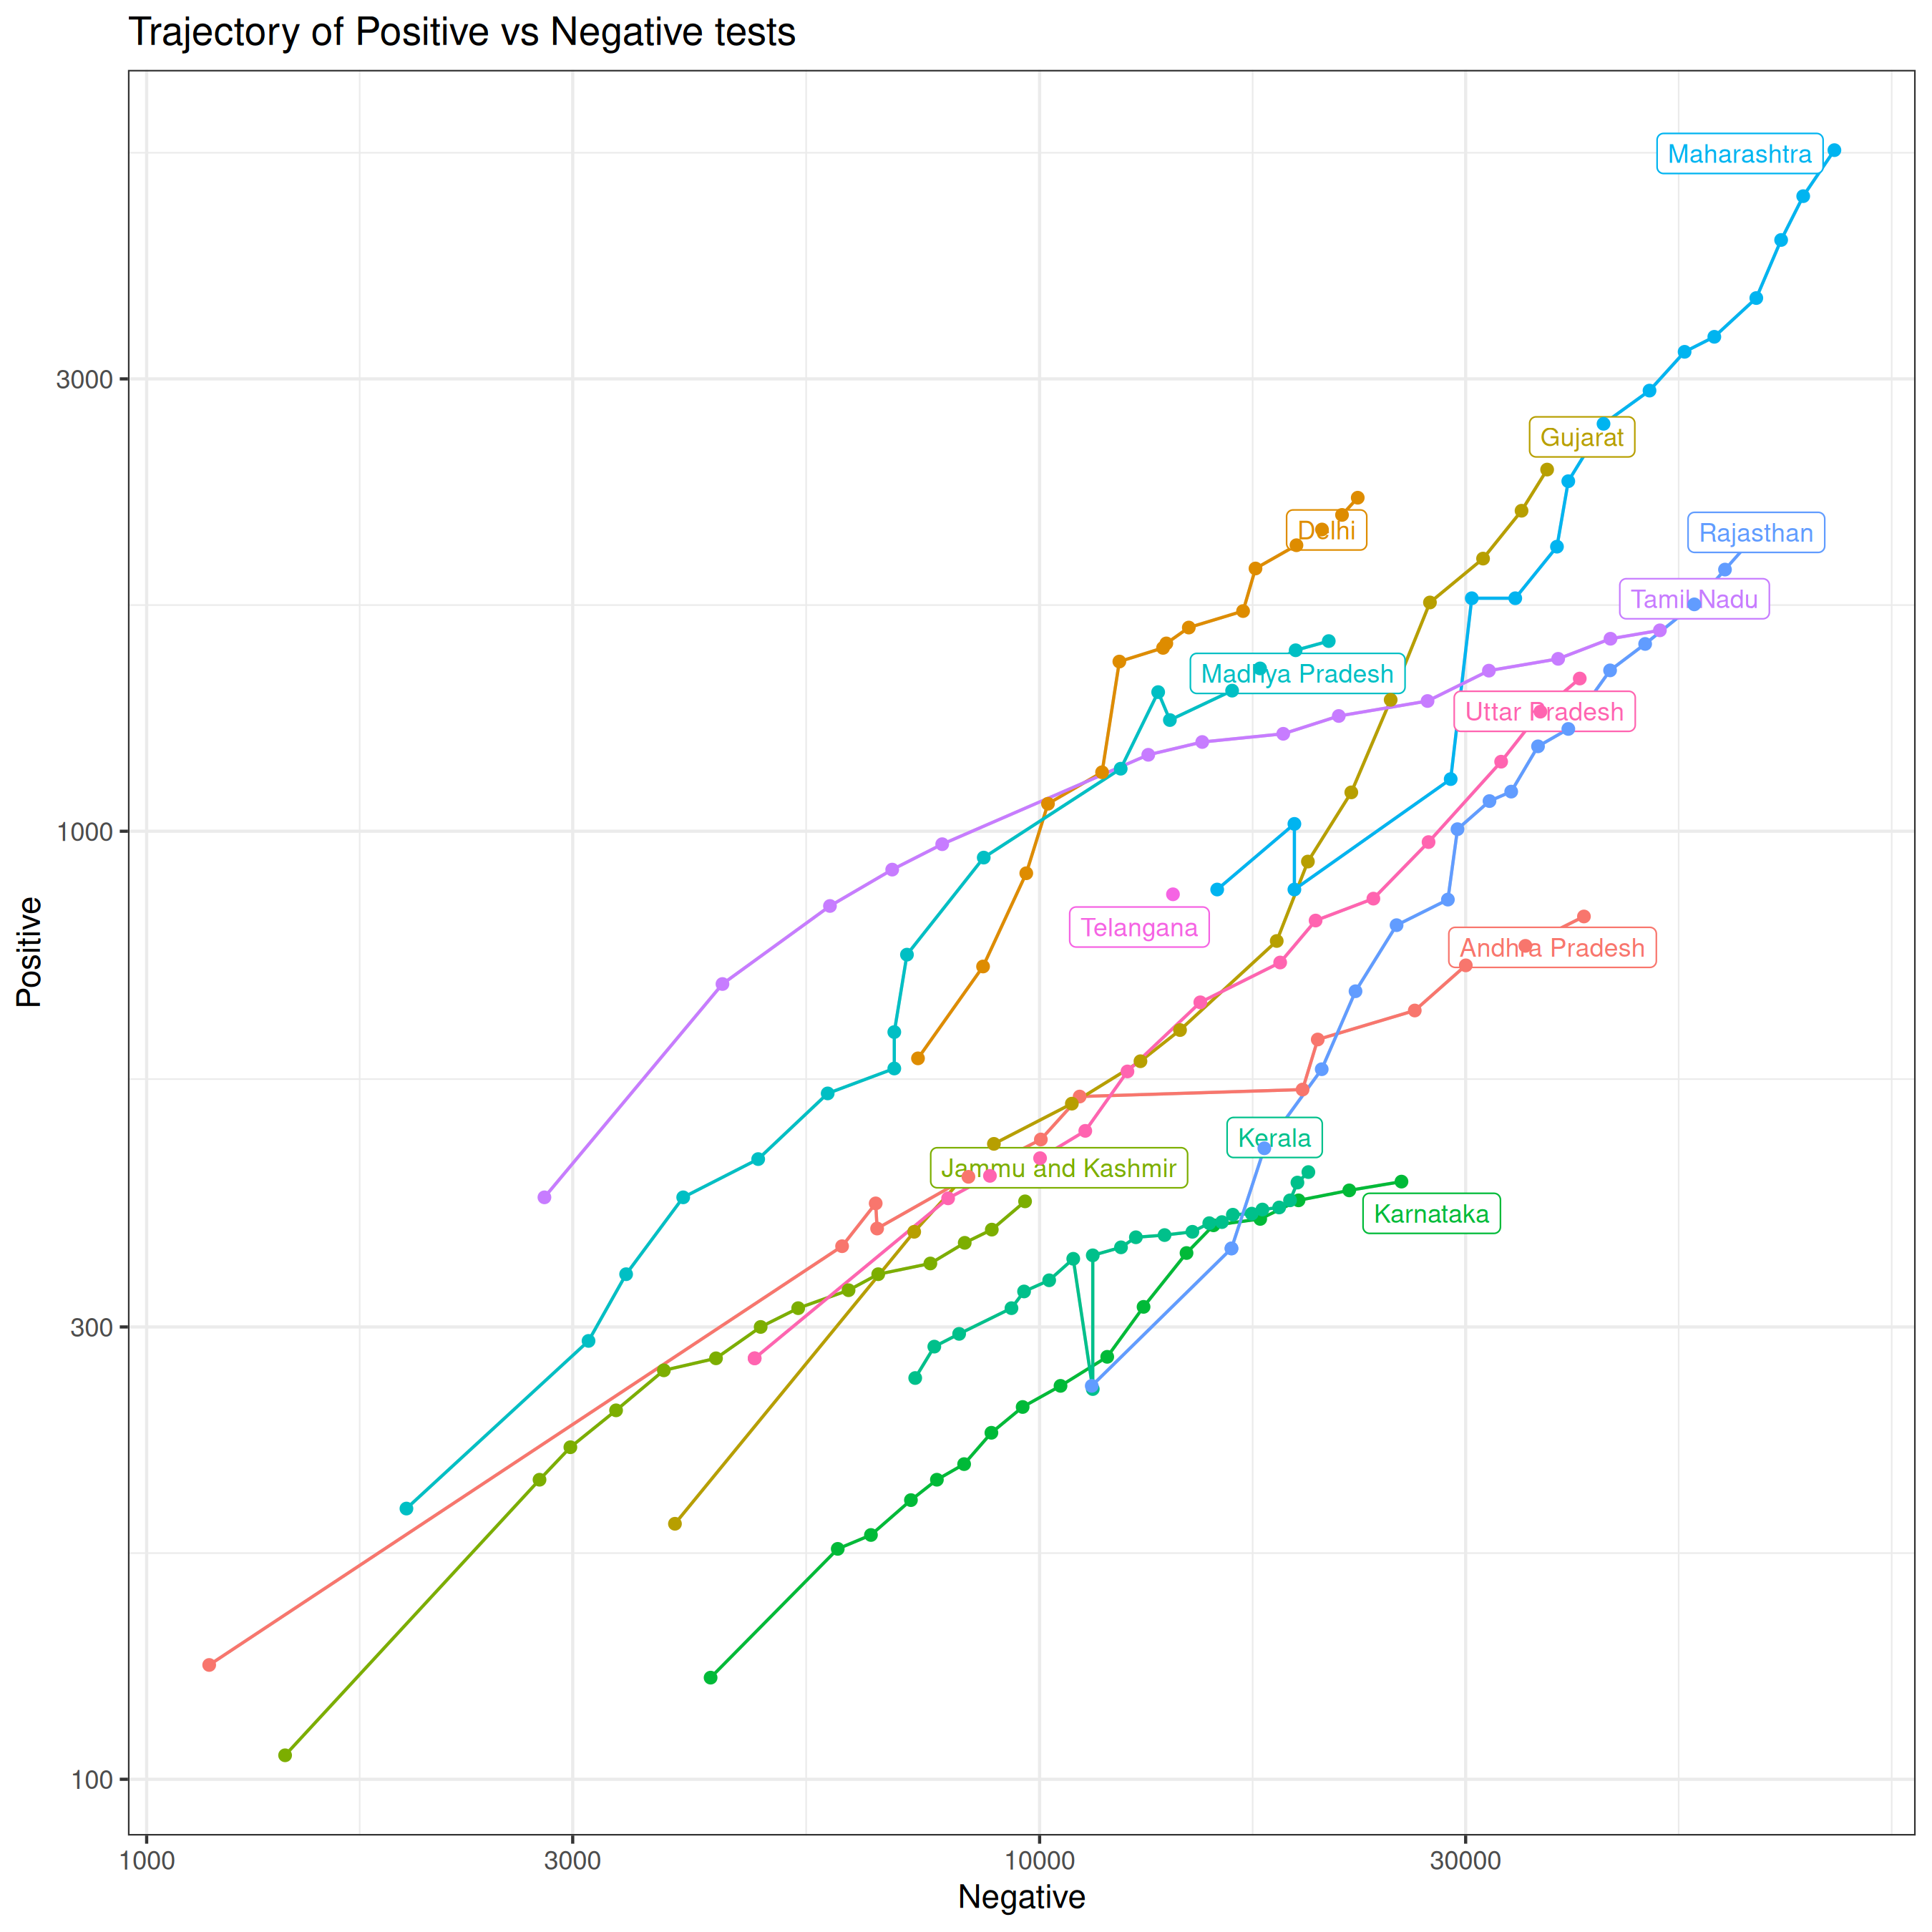 Trajectory of Positive vs Negative tests
Maharashtra
3000
Gujarat
Delhi
Rajasthan
Tamil Nadu
Madhya Pradesh
Uttar Pradesh
1000
Telangana
Andhra Pradesh
Positive
Kerala
Jammu and Kashmir
Karnataka
300
100
1000 3000 10000 30000
Negative